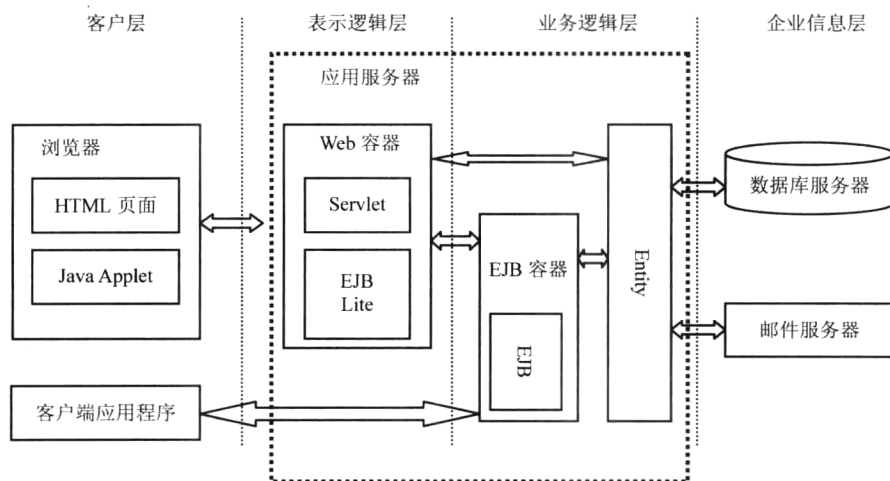 客户层
表示逻辑层
业务逻辑层
企业信息层
应用服务器
浏览器
HTML 页面
Java Applet
Web 容器
Servlet
EJB
Lite
EJB 容器
EJB
Entity
数据库服务器
邮件服务器
客户端应用程序